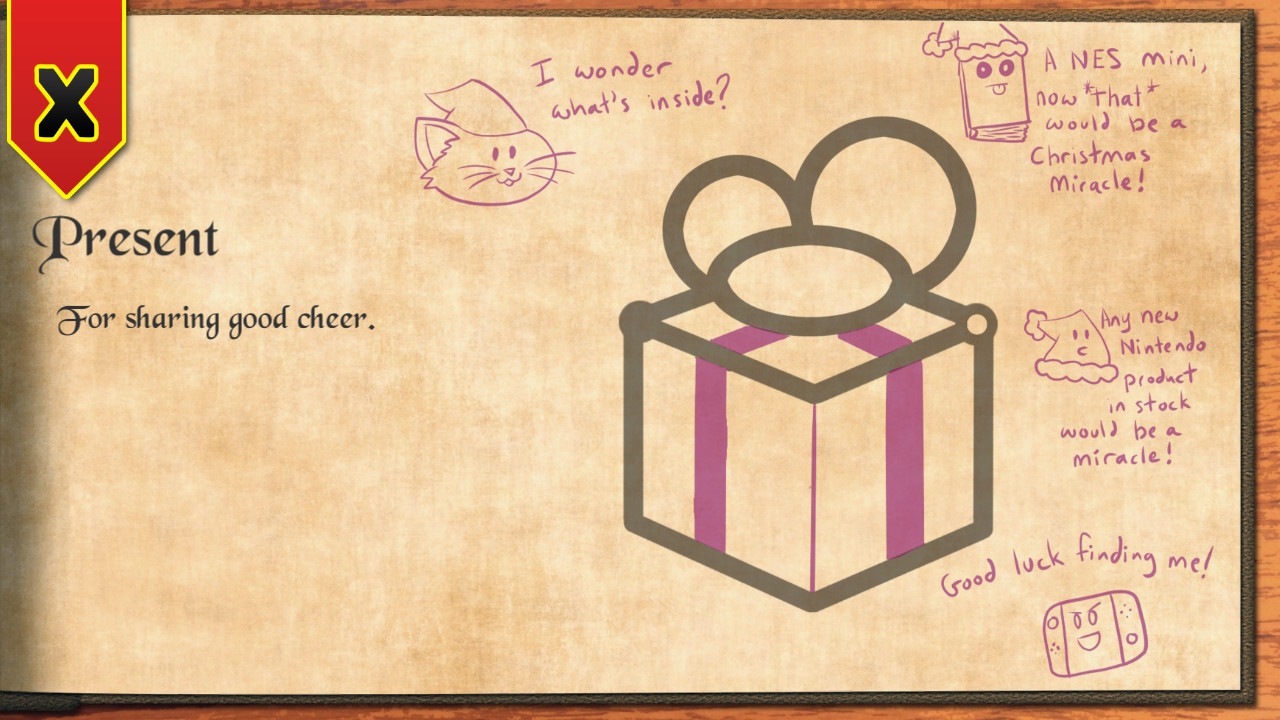 X
Present
For sharing good cheer.
I wonder
what's inside?
A NES mini,
now *that*
would be a
Christmas
Miracle!
Any new
Nintendo
product
in stock
would be a
miracle!
Good luck finding me!